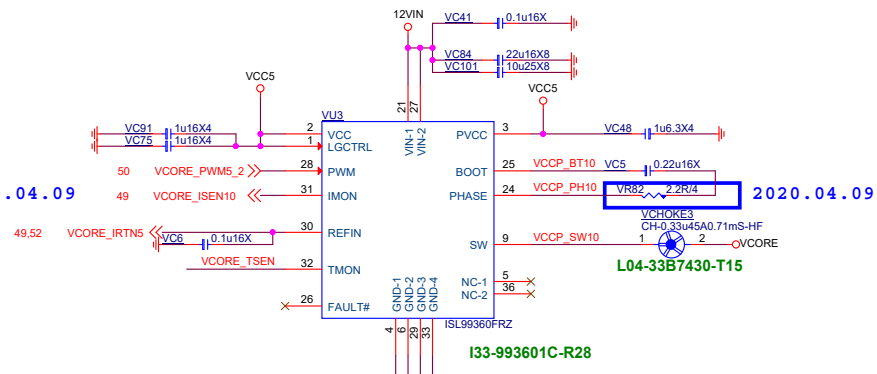 12VIN
VC41 0.1u16X
VC84 22u16X8
VC101 10u25X8
VCC5
VCC5
VU3
21
27
VIN-1
VIN-2
VC91 1u16X4
VC75 1u16X4
2 VCC
1 LGCTRL
PVCC 3
VC48 1u6.3X4
50 VCORE_PWM5_2
28 PWM
BOOT 25
VCCP_BT10
VC5 0.22u16X
.04.09
49 VCORE_ISEN10
31 IMON
PHASE 24
VCCP_PH10
VR82 2.2R/4
2020.04.09
49,52 VCORE_IRTN5
30 REFIN
VC6 0.1u16X
SW 9
VCCP_SW10
VCHOKE3
CH-0.33u45A0.71mS-HF
1 2
VCORE
L04-33B7430-T15
VCORE_TSEN
32 TMON
NC-1 5
NC-2 36
26 FAULT#
GND-1
GND-2
GND-3
GND-4
4
6
29
33
ISL99360FRZ
I33-993601C-R28